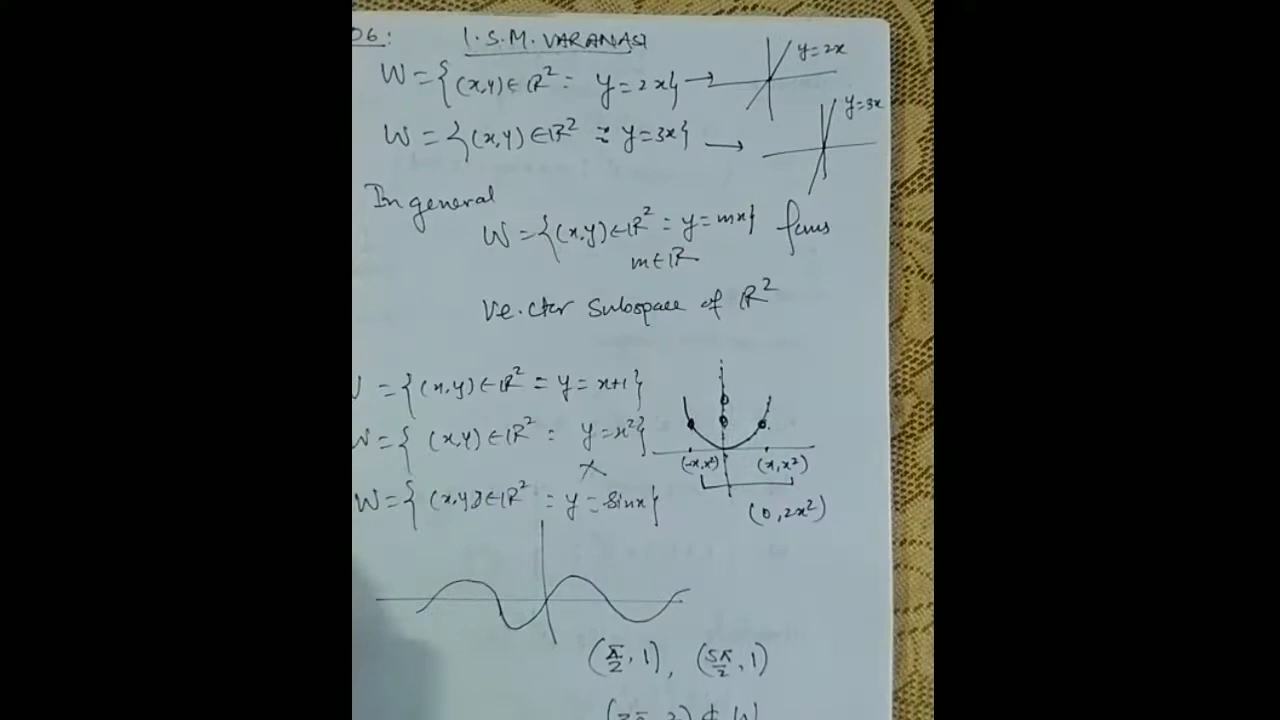 06: I.S.M. VARANASI
W = {(x,y) ∈ ℝ² : y = 2x} → y=2x
W = {(x,y) ∈ ℝ² : y = 3x} → y=3x
In general
W = {(x,y) ∈ ℝ² : y = mx} forms
m ∈ ℝ
Vector subspace of ℝ²
W = {(x,y) ∈ ℝ² = y = x+1}
W = {(x,y) ∈ ℝ² : y = x²}
(-x,x²) (x,x²)
W = {(x,y) ∈ ℝ² = y = sinx}
(0,2x²)
(π/2, 1), (5π/2, 1)